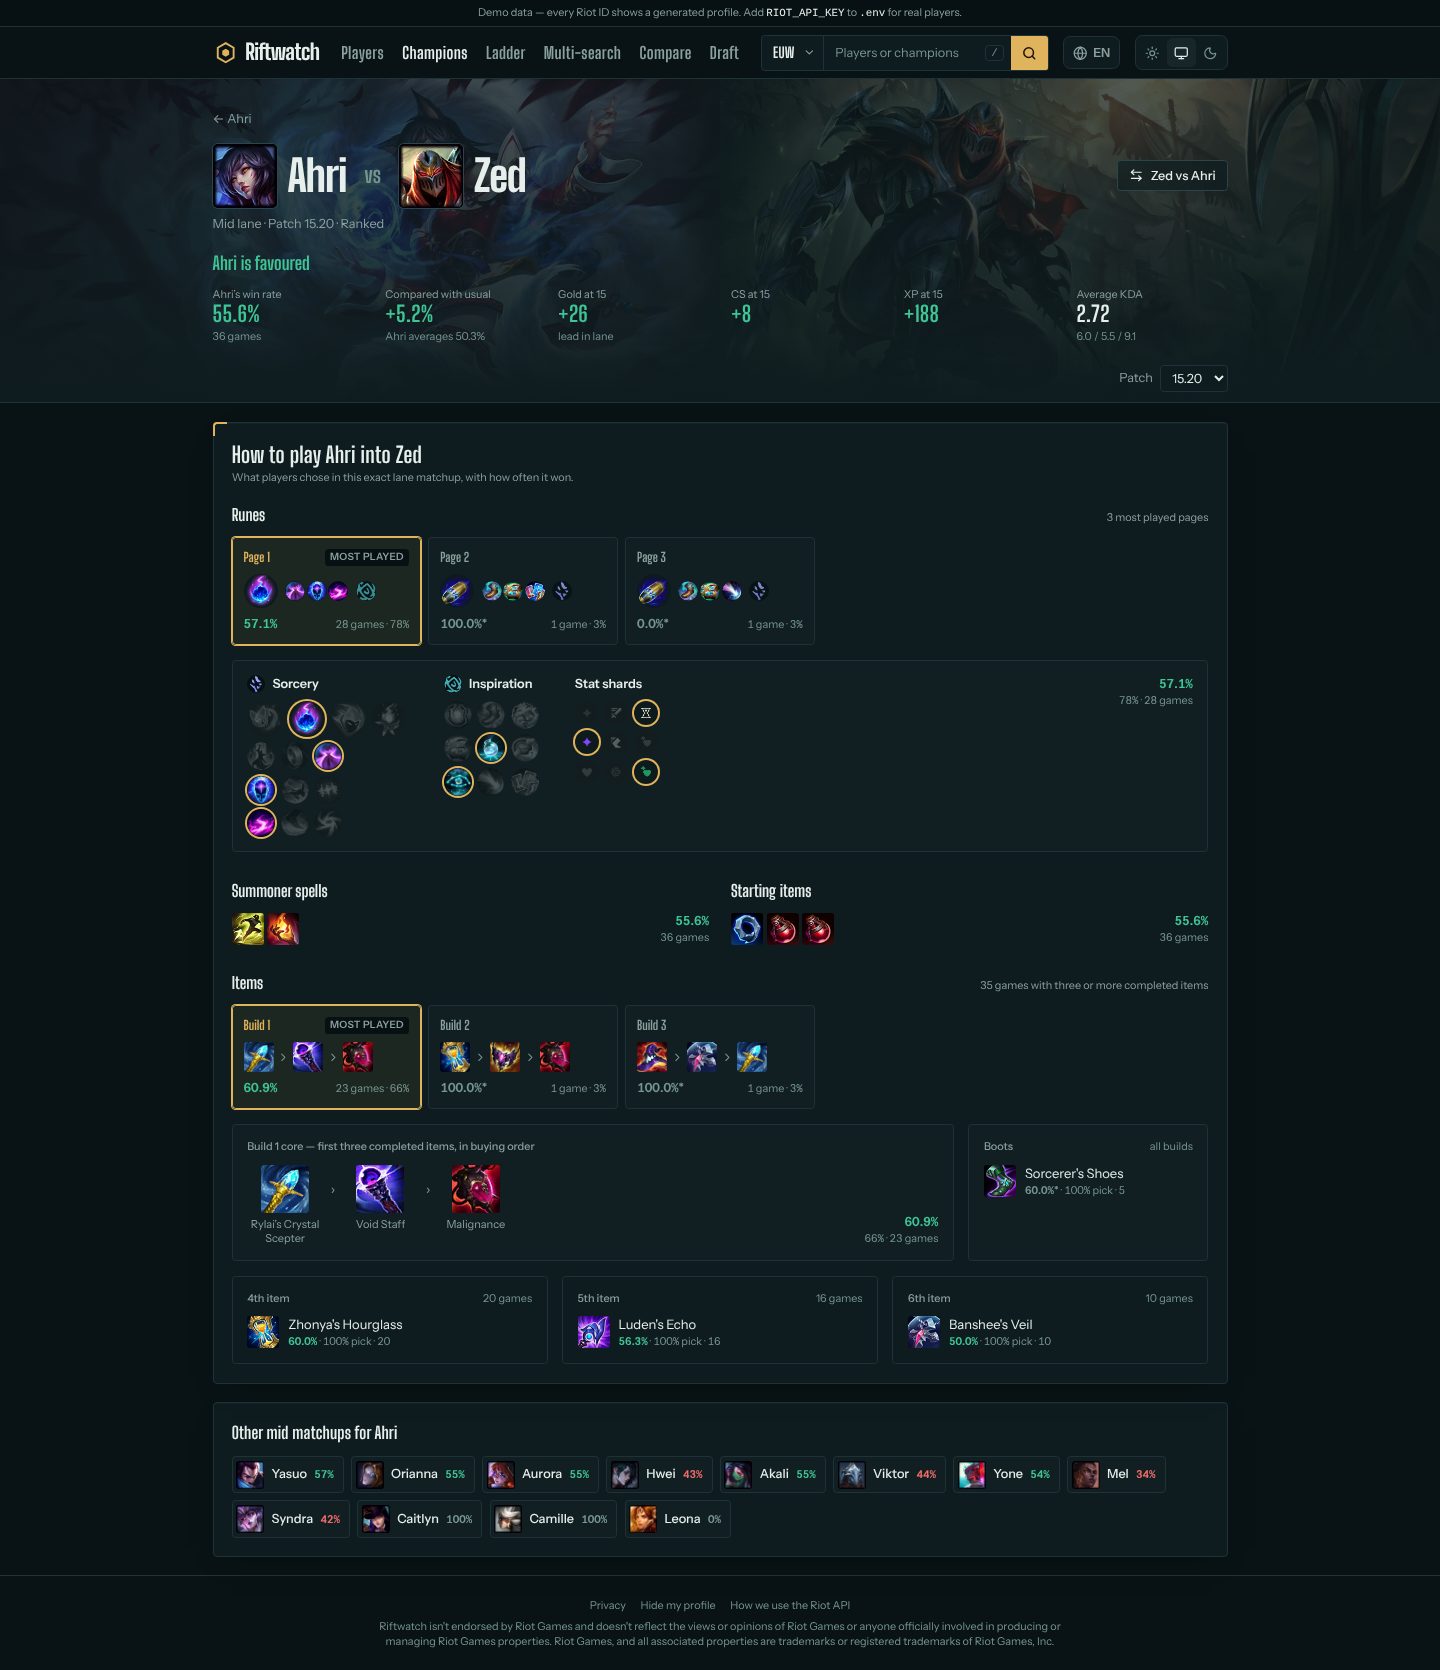 Demo data — every Riot ID shows a generated profile. Add RIOT_API_KEY to .env for real players.
Riftwatch Players Champions Ladder Multi-search Compare Draft EUW Players or champions / EN
← Ahri
Ahri vs Zed
Zed vs Ahri
Mid lane · Patch 15.20 · Ranked
Ahri is favoured
Ahri's win rate Compared with usual Gold at 15 CS at 15 XP at 15 Average KDA
55.6% +5.2% +26 +8 +188 2.72
36 games Ahri averages 50.3% lead in lane 6.0 / 5.5 / 9.1
Patch 15.20
How to play Ahri into Zed
What players chose in this exact lane matchup, with how often it won.
Runes 3 most played pages
Page 1 MOST PLAYED Page 2 Page 3
57.1% 28 games · 78% 100.0%* 1 game · 3% 0.0%* 1 game · 3%
Sorcery Inspiration Stat shards 57.1%
78% · 28 games
Summoner spells Starting items
55.6% 55.6%
36 games 36 games
Items 35 games with three or more completed items
Build 1 MOST PLAYED Build 2 Build 3
› › › › › ›
60.9% 23 games · 66% 100.0%* 1 game · 3% 100.0%* 1 game · 3%
Build 1 core — first three completed items, in buying order Boots all builds
› ›
Sorcerer's Shoes
60.0%* · 100% pick · 5
Rylai's Crystal Scepter Void Staff Malignance
60.9%
66% · 23 games
4th item 20 games 5th item 16 games 6th item 10 games
Zhonya's Hourglass Luden's Echo Banshee's Veil
60.0% · 100% pick · 20 56.3% · 100% pick · 16 50.0% · 100% pick · 10
Other mid matchups for Ahri
Yasuo 57% Orianna 55% Aurora 55% Hwei 43% Akali 55% Viktor 44% Yone 54% Mel 34%
Syndra 42% Caitlyn 100% Camille 100% Leona 0%
Privacy Hide my profile How we use the Riot API
Riftwatch isn't endorsed by Riot Games and doesn't reflect the views or opinions of Riot Games or anyone officially involved in producing or
managing Riot Games properties. Riot Games, and all associated properties are trademarks or registered trademarks of Riot Games, Inc.